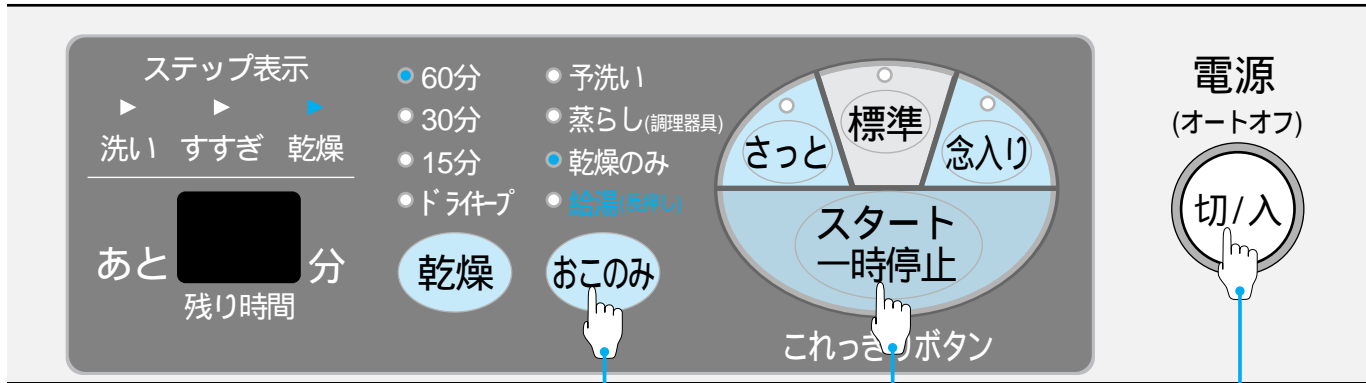 ステップ表示
洗い すすぎ 乾燥
あと 分
残り時間
60分
30分
15分
ドライキープ
乾燥
予洗い
蒸らし(調理器具)
乾燥のみ
給湯(長押し)
おこのみ
さっと
標準
念入り
スタート
一時停止
これっきりボタン
電源
(オートオフ)
切/入